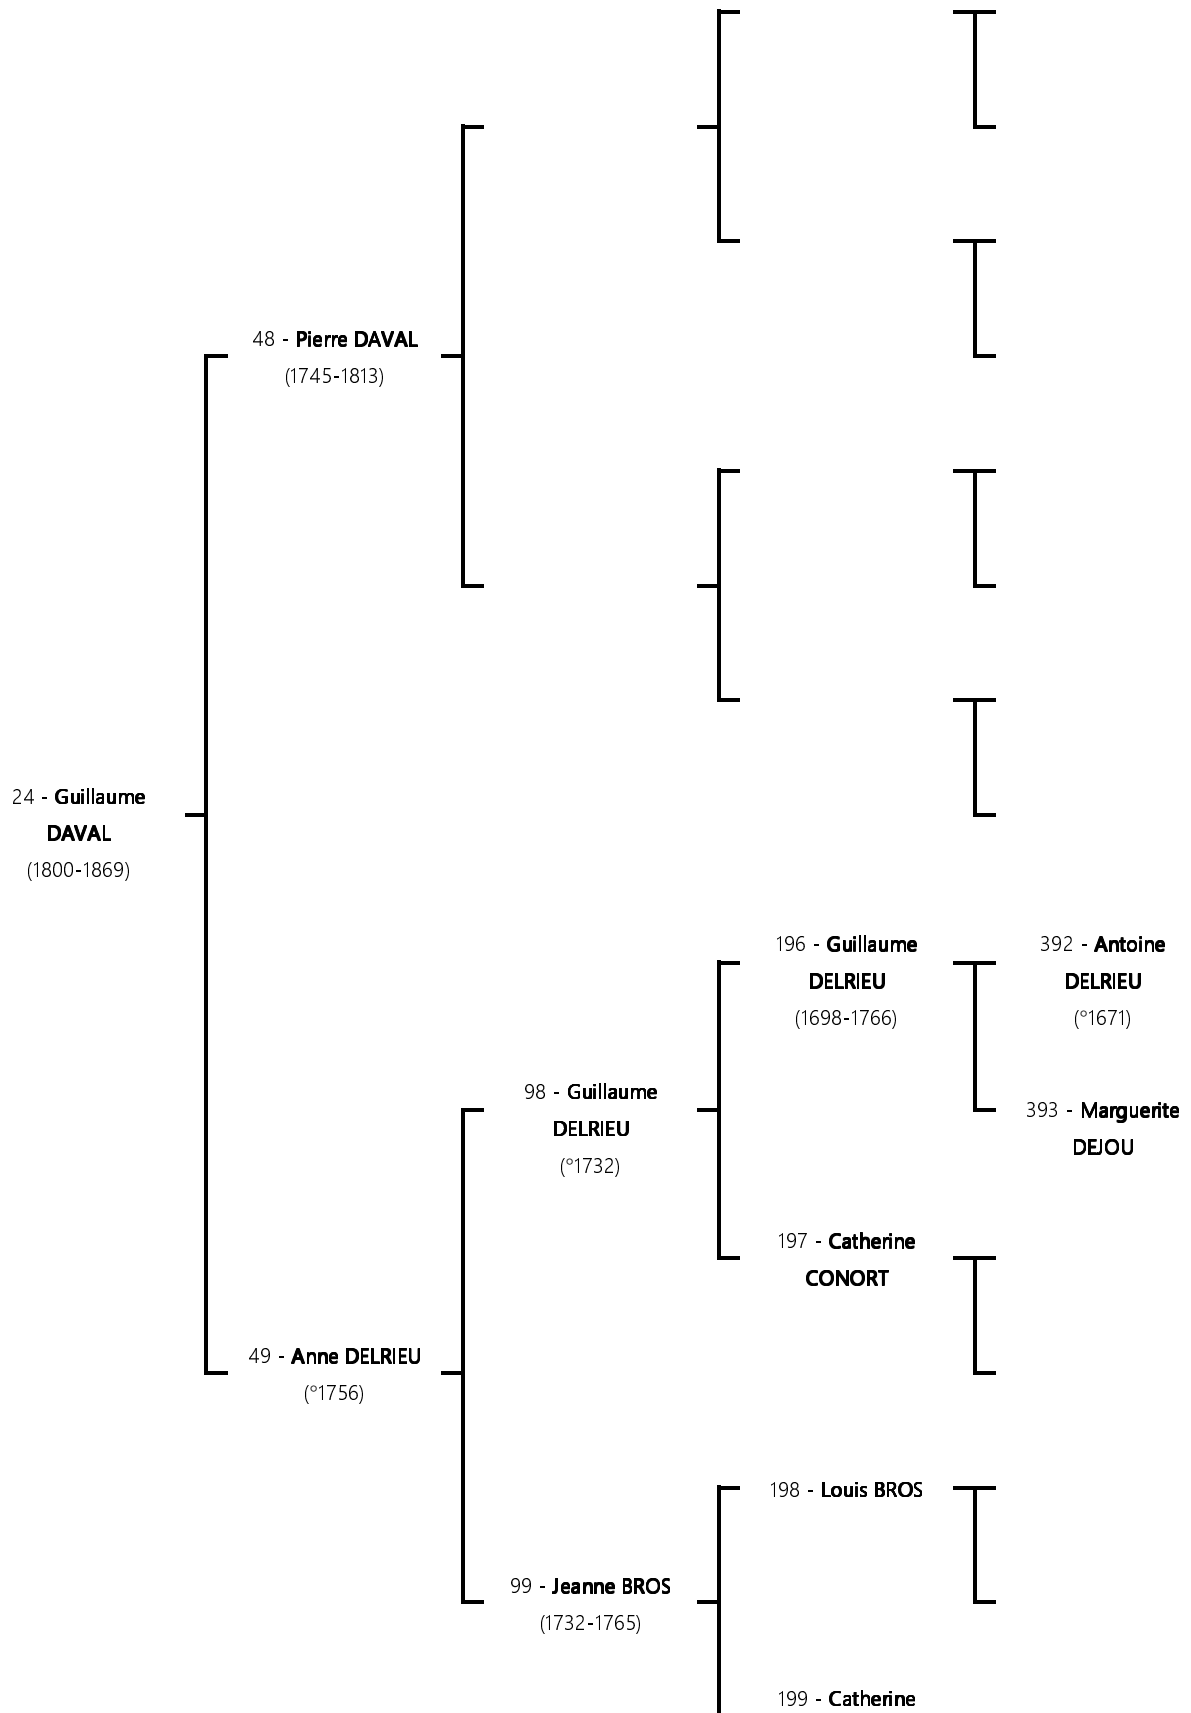 48 - Pierre DAVAL
(1745-1813)
24 - Guillaume
DAVAL
(1800-1869)
196 - Guillaume
DELRIEU
(1698-1766)
392 - Antoine
DELRIEU
(°1671)
98 - Guillaume
DELRIEU
(°1732)
393 - Marguerite
DEJOU
197 - Catherine
CONORT
49 - Anne DELRIEU
(°1756)
198 - Louis BROS
99 - Jeanne BROS
(1732-1765)
199 - Catherine